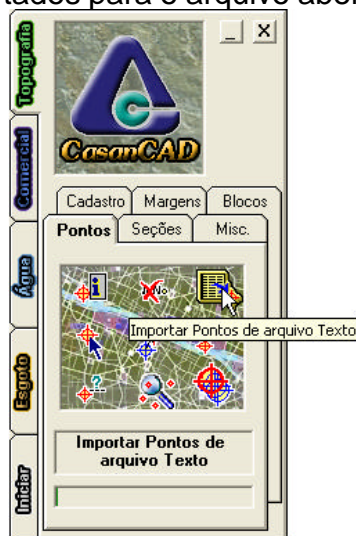 tados para o arquivo abor
Topografia
Comercial
Água
Esgoto
Iniciar
CasanCAD
Cadastro Margens Blocos
Pontos Seções Misc.
Importar Pontos de arquivo Texto
Importar Pontos de
arquivo Texto